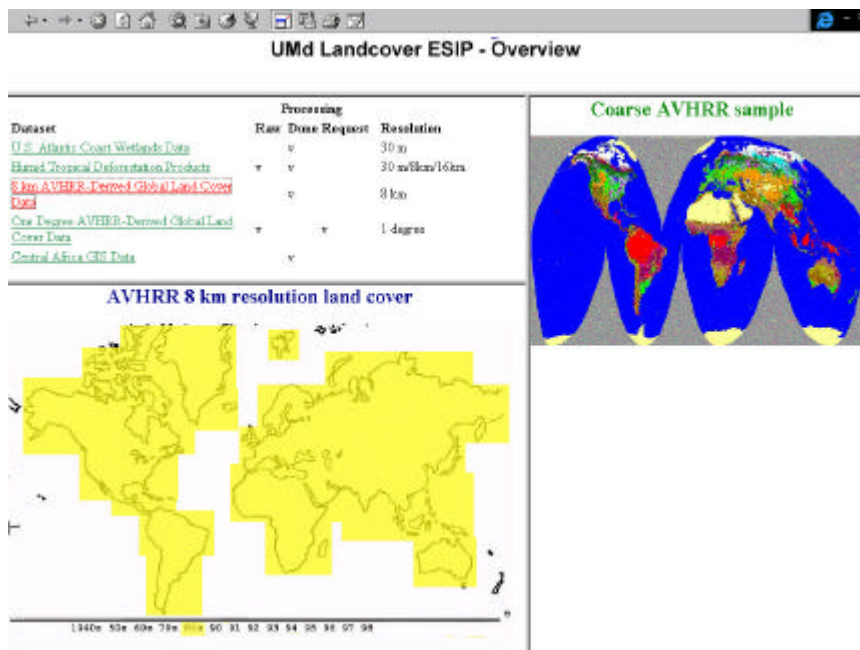 UMd Landcover ESIP - Overview
Processing
Dataset Raw Done Request Resolution
U.S. Atlantic Coast Wetlands Data v 30 m
Humid Tropical Deforestation Products v v 30 m/8km/16km
8 km AVHRR-Derived Global Land Cover
Data v 8 km
One Degree AVHRR-Derived Global Land
Cover Data v v 1 degree
Central Africa GIS Data v
Coarse AVHRR sample
AVHRR 8 km resolution land cover
1940s 50s 60s 70s 80s 90 91 92 93 94 95 96 97 98